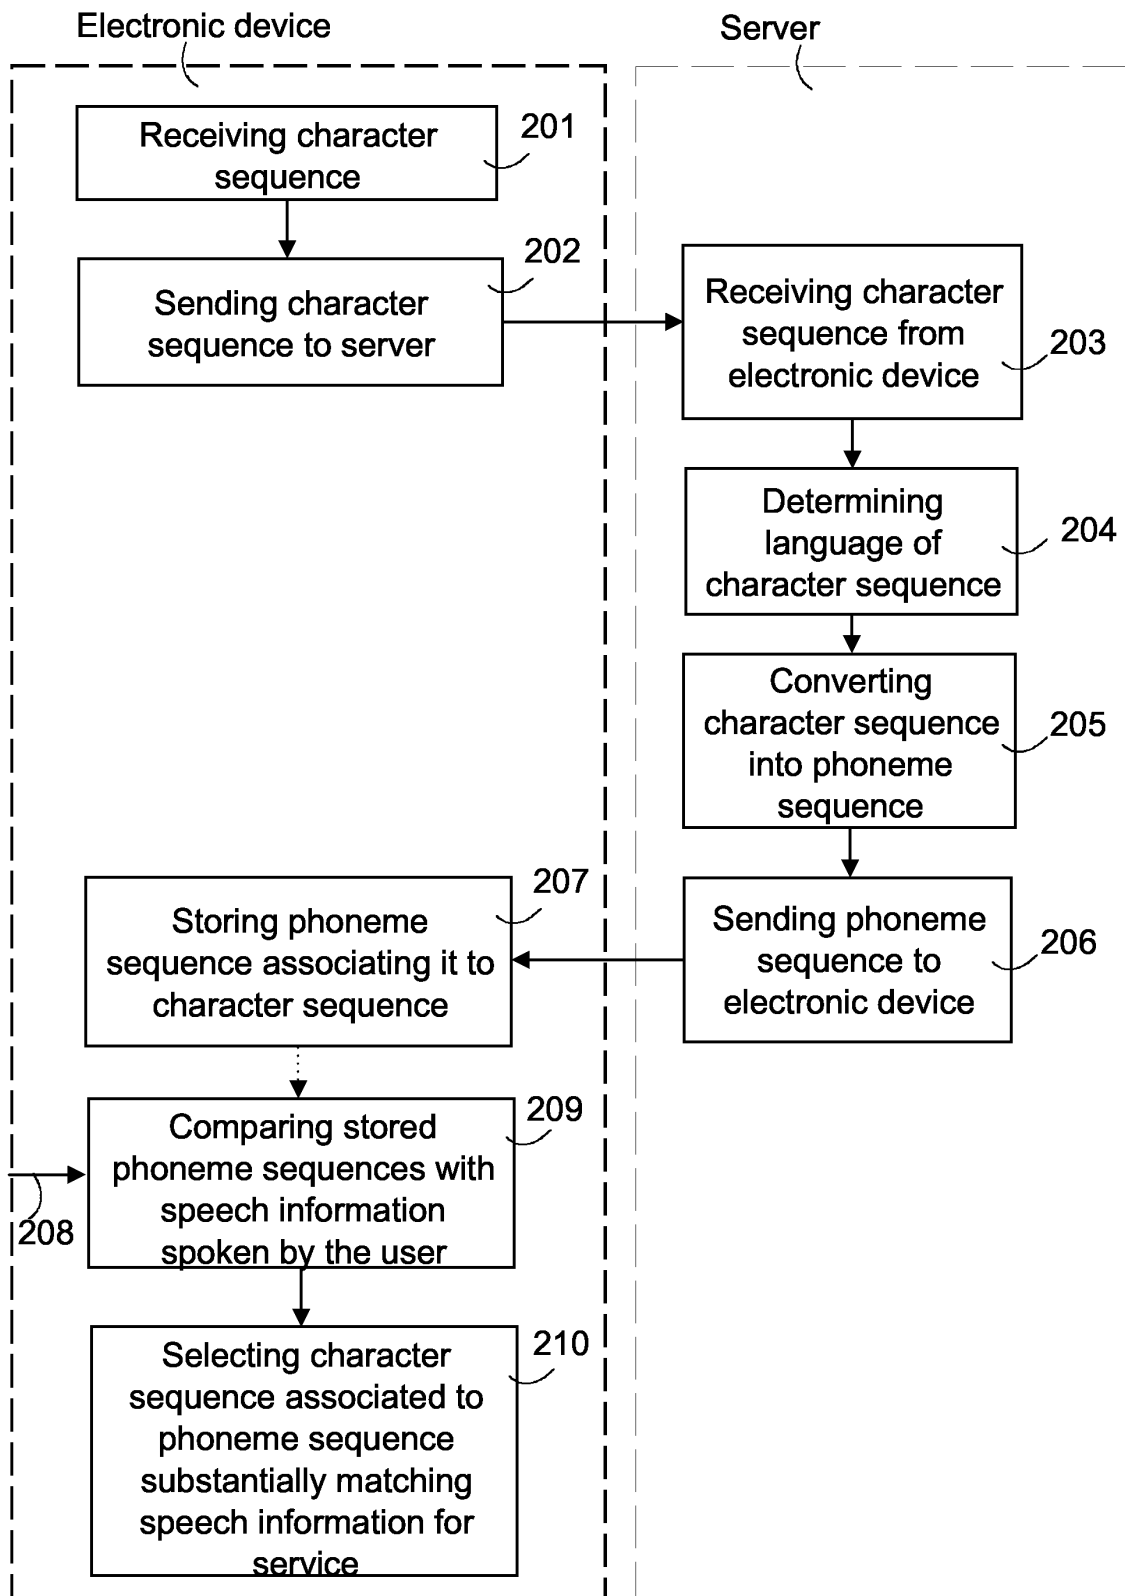 Electronic device
Server
Receiving character
sequence
201
Sending character
sequence to server
202
Receiving character
sequence from
electronic device
203
Determining
language of
character sequence
204
Converting
character sequence
into phoneme
sequence
205
Sending phoneme
sequence to
electronic device
206
Storing phoneme
sequence associating it to
character sequence
207
208
Comparing stored
phoneme sequences with
speech information
spoken by the user
209
Selecting character
sequence associated to
phoneme sequence
substantially matching
speech information for
service
210